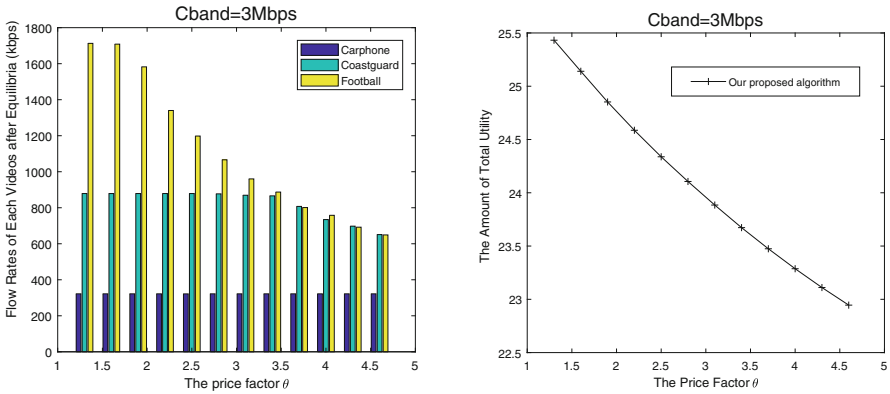 Cband=3Mbps
Flow Rates of Each Videos after Equilibria (kbps)
1800
1600
1400
1200
1000
800
600
400
200
0
Carphone
Coastguard
Football
1 1.5 2 2.5 3 3.5 4 4.5 5
The price factor θ
Cband=3Mbps
The Amount of Total Utility
25.5
25
24.5
24
23.5
23
22.5
Our proposed algorithm
1 1.5 2 2.5 3 3.5 4 4.5 5
The Price Factor θ